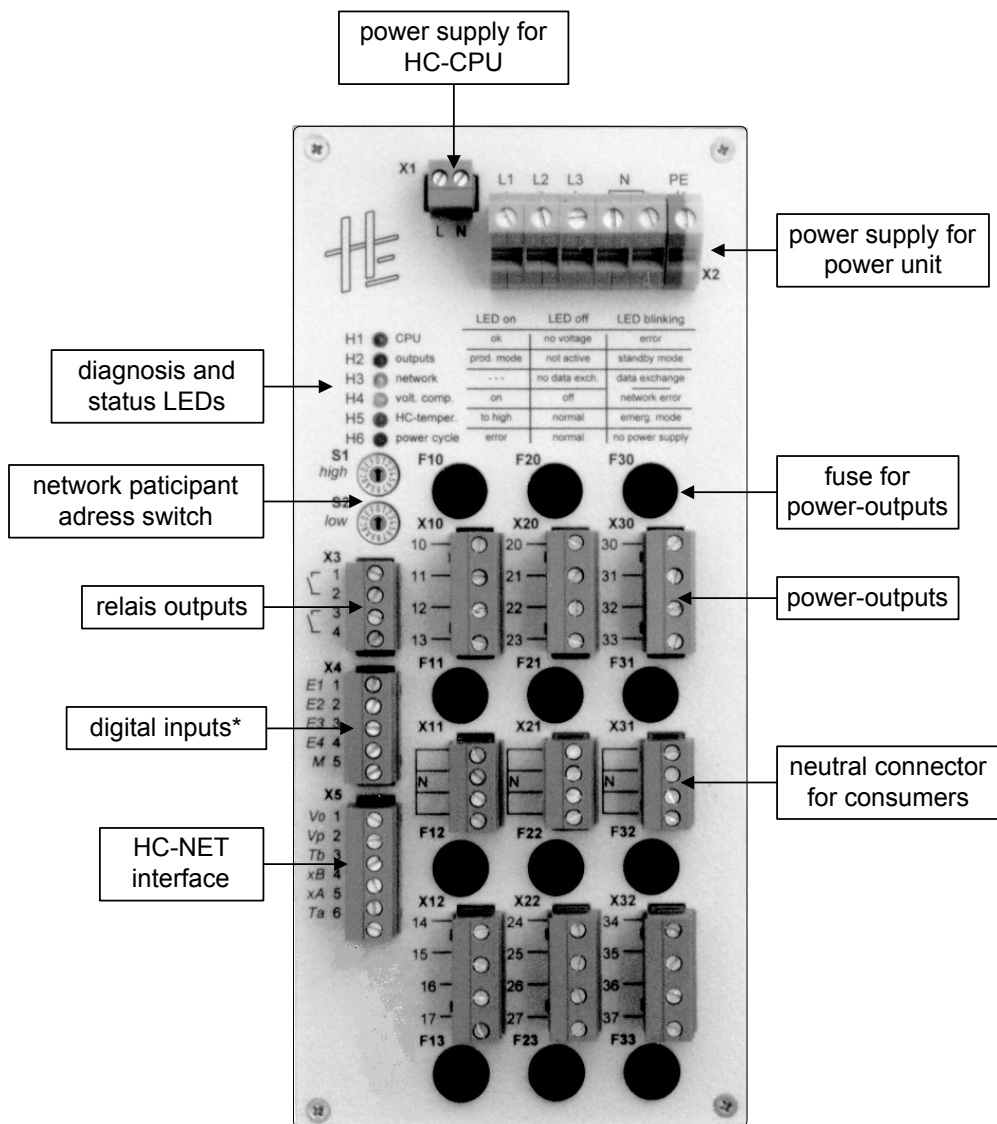 power supply for
HC-CPU
X1
L N
L1 L2 L3 N PE
X2
power supply for
power unit
LED on LED off LED blinking
H1 CPU ok no voltage error
H2 outputs prod. mode not active standby mode
H3 network --- no data exch. data exchange
H4 volt. comp. on off network error
H5 HC-temper. to high normal emerg. mode
H6 power cycle error normal no power supply
diagnosis and
status LEDs
S1
high
S2
low
network paticipant
adress switch
F10 F20 F30
fuse for
power-outputs
X10 X20 X30
10 20 30
11 21 31
12 22 32
13 23 33
power-outputs
X3
1
2
3
4
relais outputs
F11 F21 F31
X4
E1 1
E2 2
E3 3
E4 4
M 5
digital inputs*
X11 X21 X31
N N N
neutral connector
for consumers
F12 F22 F32
X5
Vo 1
Vp 2
Tb 3
xB 4
xA 5
Ta 6
HC-NET
interface
X12 X22 X32
14 24 34
15 25 35
16 26 36
17 27 37
F13 F23 F33